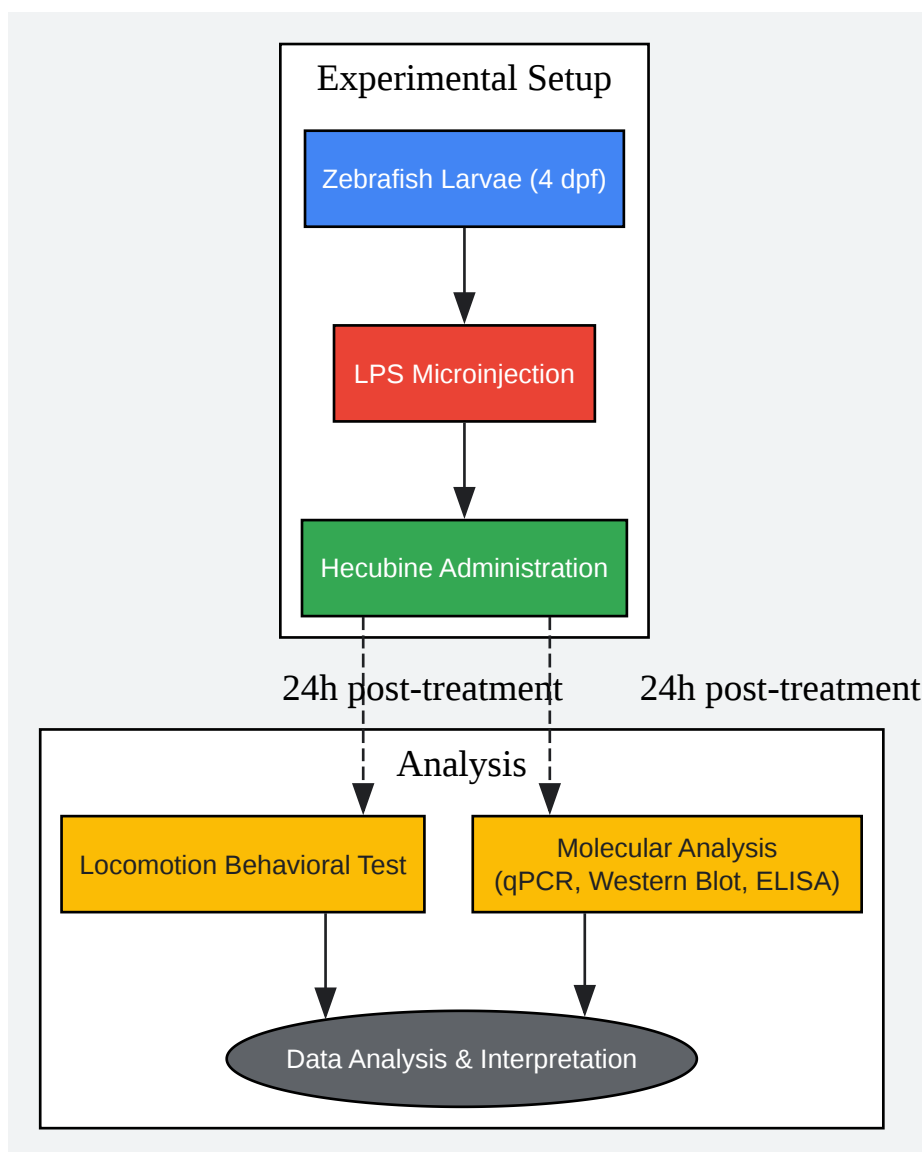 Experimental Setup
Zebrafish Larvae (4 dpf)
LPS Microinjection
Hecubine Administration
24h post-treatment
24h post-treatment
Analysis
Locomotion Behavioral Test
Molecular Analysis
(qPCR, Western Blot, ELISA)
Data Analysis & Interpretation